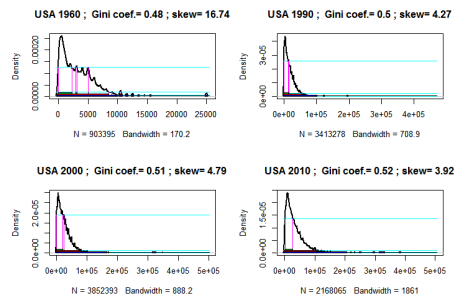 USA 1960 ; Gini coef.= 0.48 ; skew= 16.74
Density
0.00000 0.00020
0 5000 10000 15000 20000 25000
N = 903395 Bandwidth = 170.2
USA 1990 ; Gini coef.= 0.5 ; skew= 4.27
Density
0e+00 3e-05
0e+00 1e+05 2e+05 3e+05 4e+05
N = 3413278 Bandwidth = 708.9
USA 2000 ; Gini coef.= 0.51 ; skew= 4.79
Density
0.0e+00 2.0e-05
0e+00 1e+05 2e+05 3e+05 4e+05 5e+05
N = 3852393 Bandwidth = 888.2
USA 2010 ; Gini coef.= 0.52 ; skew= 3.92
Density
0.0e+00 1.5e-05
0e+00 1e+05 2e+05 3e+05 4e+05 5e+05
N = 2168065 Bandwidth = 1861